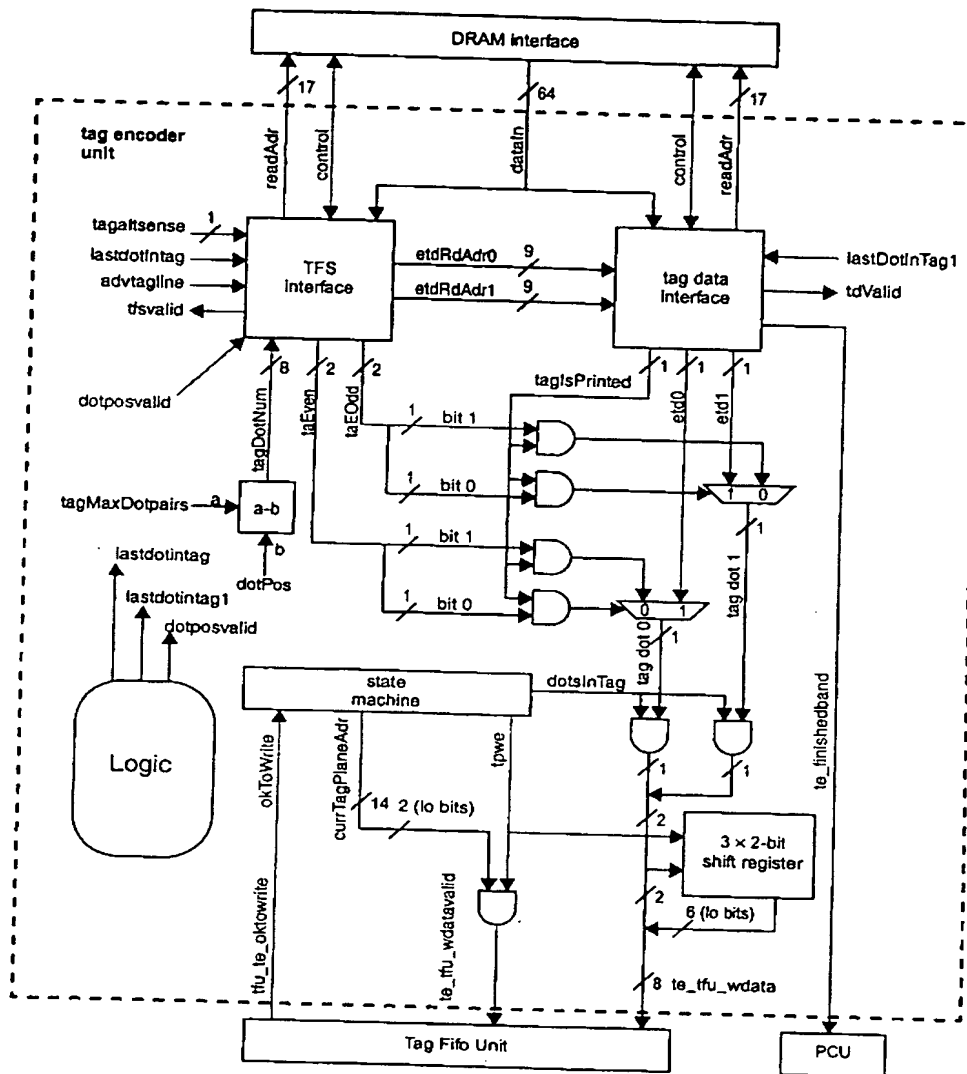 DRAM interface
17
64
17
tag encoder
unit
readAdr
control
dataIn
control
readAdr
tagaltsense
1
lastdotintag
advtagline
tfsvalid
dotposvalid
TFS
Interface
etdRdAdr0
9
etdRdAdr1
9
tag data
Interface
lastDotInTag1
tdValid
8
2
2
1
1
1
tagDotNum
taEven
taEOdd
tagIsPrinted
etd0
etd1
1
bit 1
1
bit 0
1 0
1
tagMaxDotpairs
a
a-b
b
dotPos
1
bit 1
1
bit 0
0 1
1
tag dot 0
tag dot 1
lastdotintag
lastdotintag1
dotposvalid
Logic
state
machine
dotsInTag
1
1
okToWrite
currTagPlaneAdr
14
2 (lo bits)
tpwe
2
3 × 2-bit
shift register
2
6 (lo bits)
te_finishedband
tfu_te_oktowrite
te_tfu_wdatavalid
8
te_tfu_wdata
Tag Fifo Unit
PCU